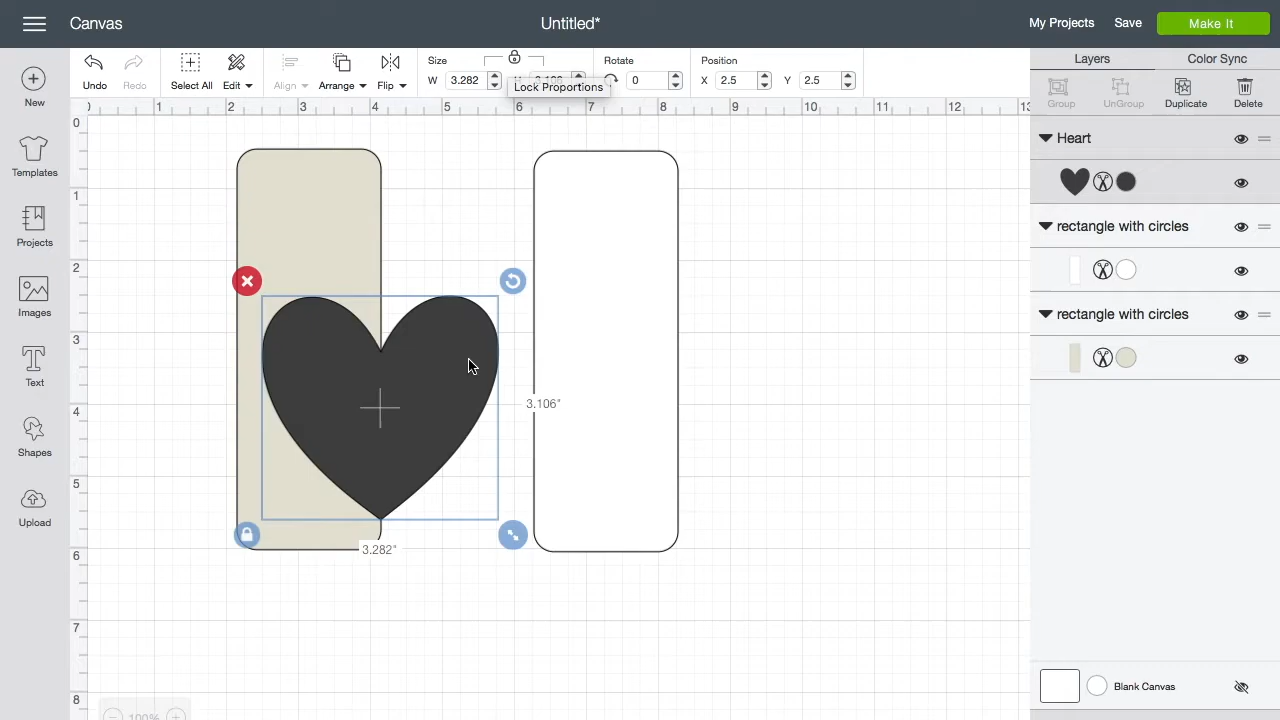 Canvas
Untitled*
My Projects
Save
Make It
New
Templates
Projects
Images
Text
Shapes
Upload
Undo
Redo
Select All
Edit
Align
Arrange
Flip
Size
W 3.282
Lock Proportions
Rotate
0
Position
X 2.5
Y 2.5
2 3 4 5 6 7 8 9 10 11 12 13
0
1
2
3
4
5
6
7
8
3.106"
3.282"
100%
Layers
Color Sync
Group
UnGroup
Duplicate
Delete
Heart
rectangle with circles
rectangle with circles
Blank Canvas